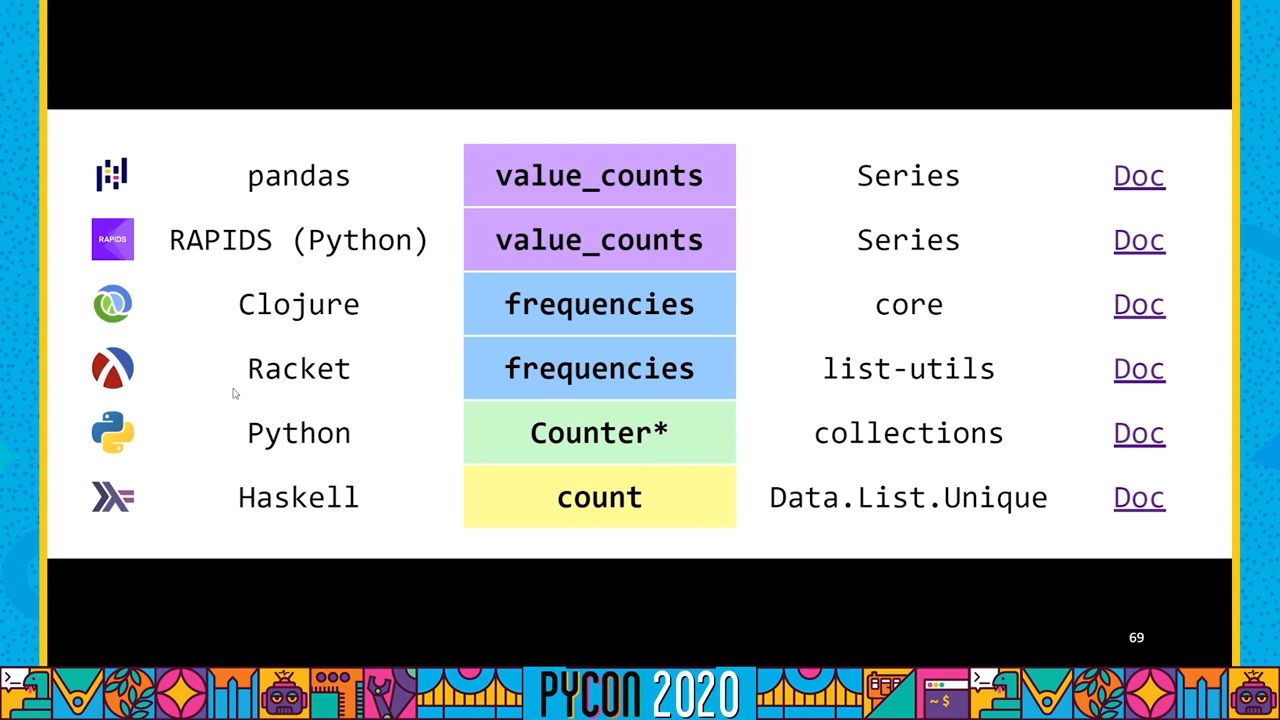 pandas value_counts Series Doc
RAPIDS RAPIDS (Python) value_counts Series Doc
Clojure frequencies core Doc
Racket frequencies list-utils Doc
Python Counter* collections Doc
Haskell count Data.List.Unique Doc
69
PYCON 2020
~$